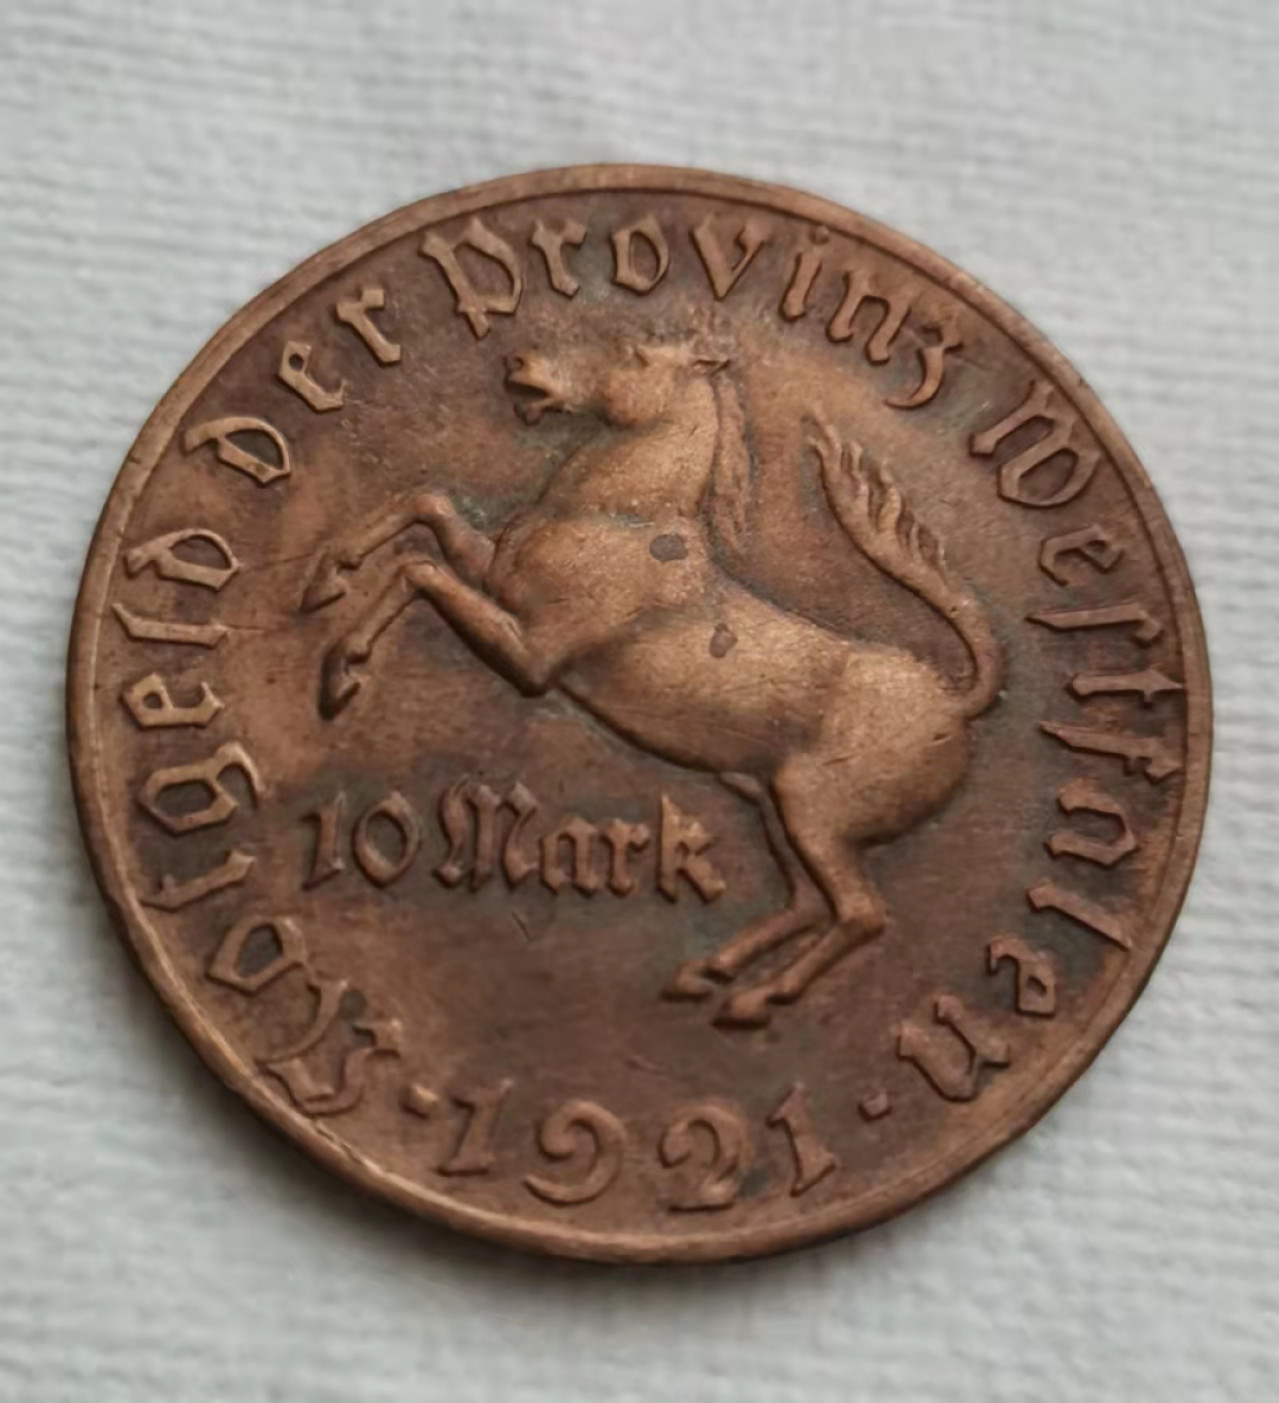 Notgeld der Provinz Westfalen
10 Mark
· 1921 ·